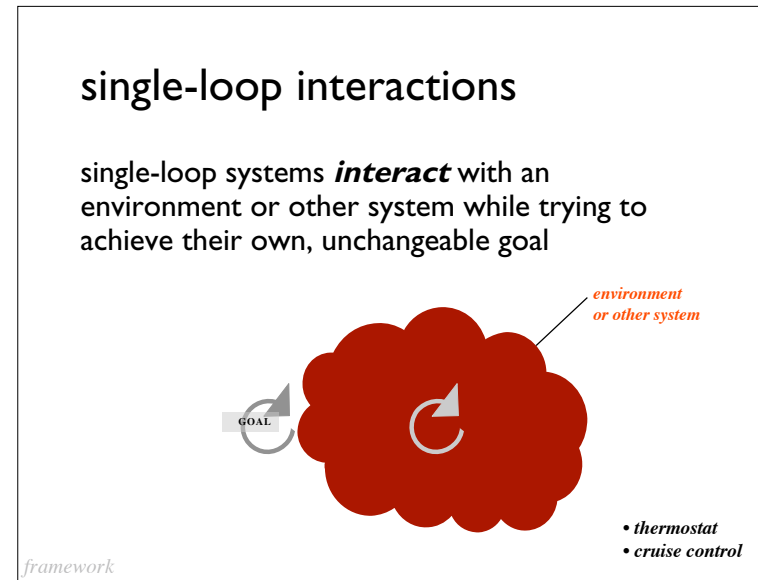 single-loop interactions
single-loop systems interact with an
environment or other system while trying to
achieve their own, unchangeable goal
environment
or other system
GOAL
• thermostat
• cruise control
framework